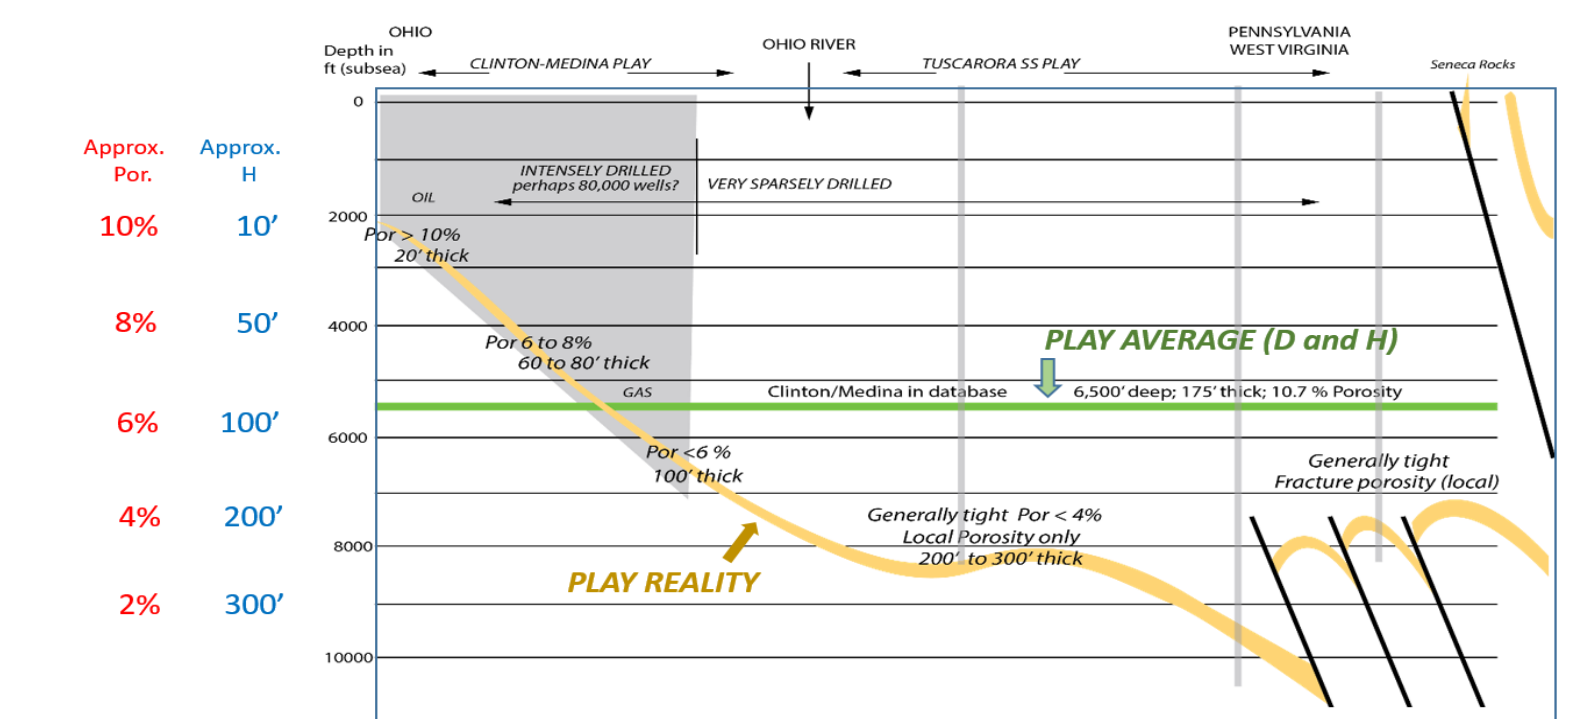 OHIO
Depth in
ft (subsea)
CLINTON-MEDINA PLAY
OHIO RIVER
TUSCARORA SS PLAY
PENNSYLVANIA
WEST VIRGINIA
Seneca Rocks
Approx.
Por.
10%
8%
6%
4%
2%
Approx.
H
10’
50’
100’
200’
300’
0
2000
4000
6000
8000
10000
INTENSELY DRILLED
perhaps 80,000 wells?
VERY SPARSELY DRILLED
OIL
Por > 10%
20’ thick
Por 6 to 8%
60 to 80’ thick
PLAY AVERAGE (D and H)
GAS
Clinton/Medina in database
6,500’ deep; 175’ thick; 10.7 % Porosity
Por <6 %
100’ thick
Generally tight
Fracture porosity (local)
Generally tight Por < 4%
Local Porosity only
200’ to 300’ thick
PLAY REALITY